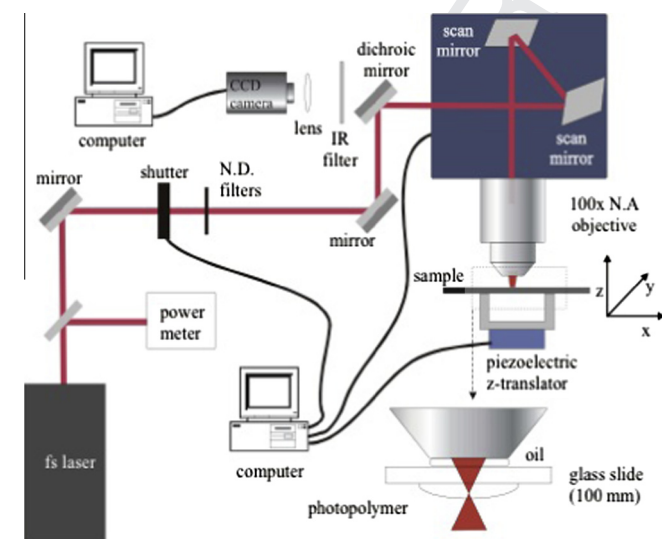 scan
mirror
dichroic
mirror
CCD
camera
computer
lens
IR
filter
scan
mirror
mirror
shutter
N.D.
filters
mirror
100x N.A
objective
sample
z
y
x
power
meter
piezoelectric
z-translator
fs laser
computer
oil
glass slide
(100 mm)
photopolymer